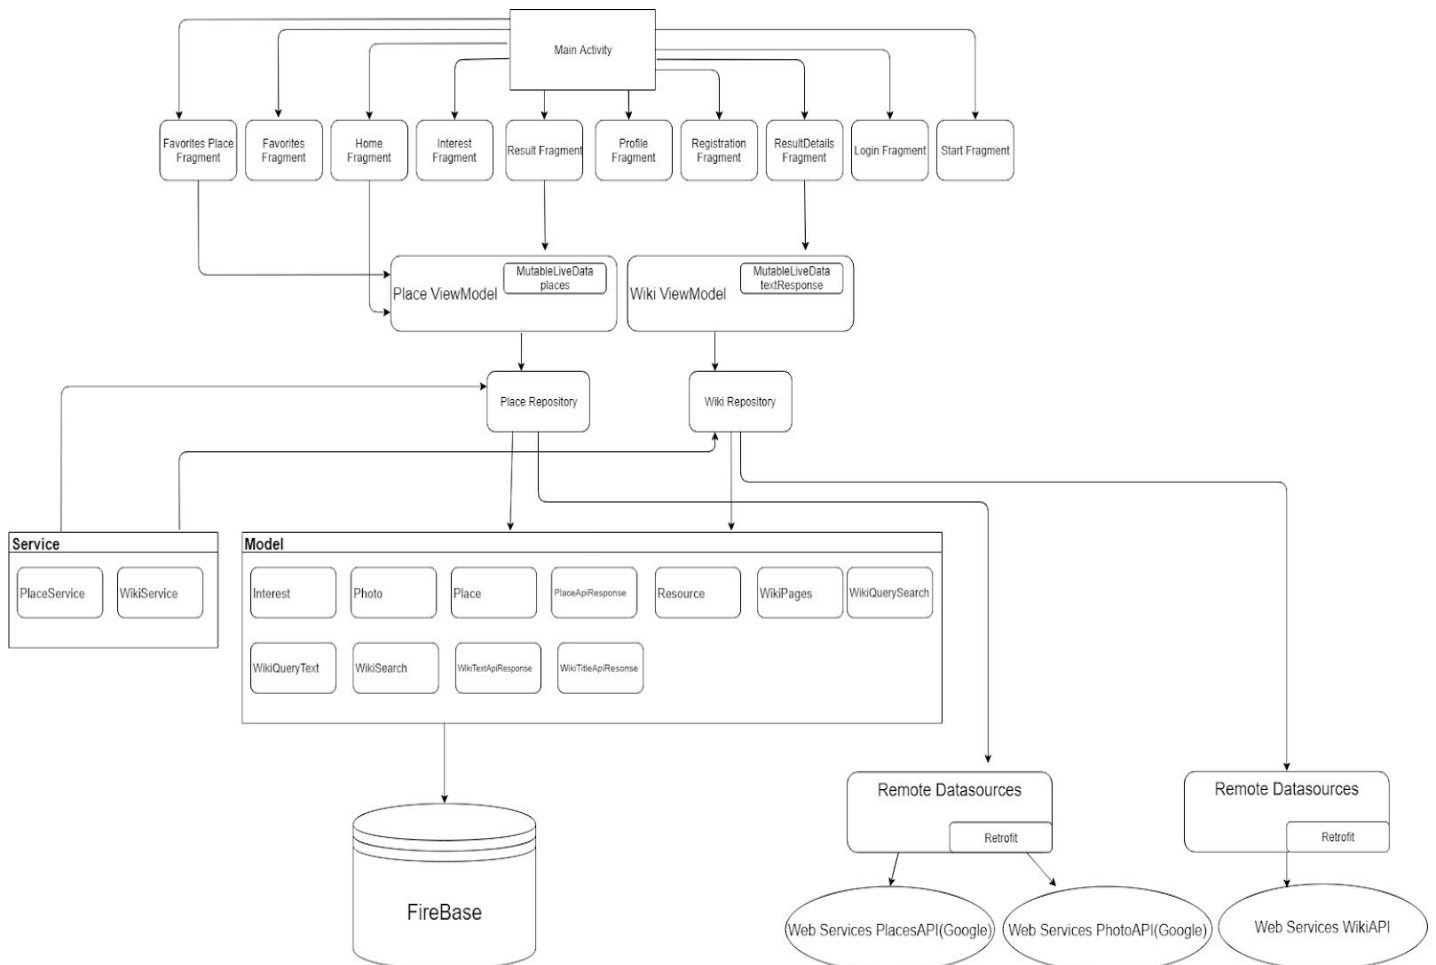 Main Activity
Favorites Place
Fragment
Favorites
Fragment
Home
Fragment
Interest
Fragment
Result Fragment
Profile
Fragment
Registration
Fragment
ResultDetails
Fragment
Login Fragment
Start Fragment
MutableLiveData
places
Place ViewModel
MutableLiveData
textResponse
Wiki ViewModel
Place Repository
Wiki Repository
Service
PlaceService
WikiService
Model
Interest
Photo
Place
PlaceApiResponse
Resource
WikiPages
WikiQuerySearch
WikiQueryText
WikiSearch
WikiTextApiResponse
WikiTitleApiResonse
FireBase
Remote Datasources
Retrofit
Remote Datasources
Retrofit
Web Services PlacesAPI(Google)
Web Services PhotoAPI(Google)
Web Services WikiAPI